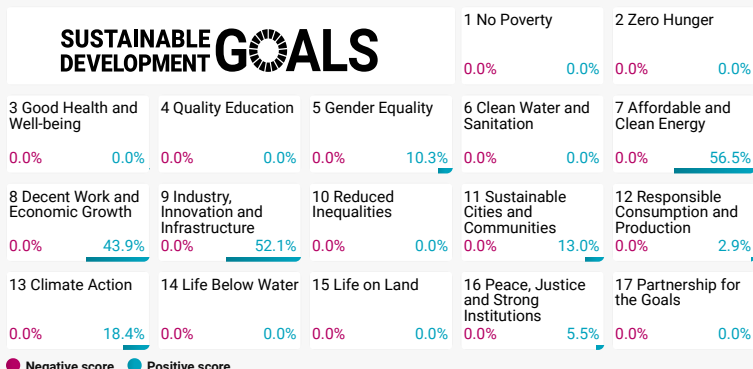 SUSTAINABLE
DEVELOPMENT
GOALS
1 No Poverty
0.0% 0.0%
2 Zero Hunger
0.0% 0.0%
3 Good Health and
Well-being
0.0% 0.0%
4 Quality Education
0.0% 0.0%
5 Gender Equality
0.0% 10.3%
6 Clean Water and
Sanitation
0.0% 0.0%
7 Affordable and
Clean Energy
0.0% 56.5%
8 Decent Work and
Economic Growth
0.0% 43.9%
9 Industry,
Innovation and
Infrastructure
0.0% 52.1%
10 Reduced
Inequalities
0.0% 0.0%
11 Sustainable
Cities and
Communities
0.0% 13.0%
12 Responsible
Consumption and
Production
0.0% 2.9%
13 Climate Action
0.0% 18.4%
14 Life Below Water
0.0% 0.0%
15 Life on Land
0.0% 0.0%
16 Peace, Justice
and Strong
Institutions
0.0% 5.5%
17 Partnership for
the Goals
0.0% 0.0%
Negative score Positive score